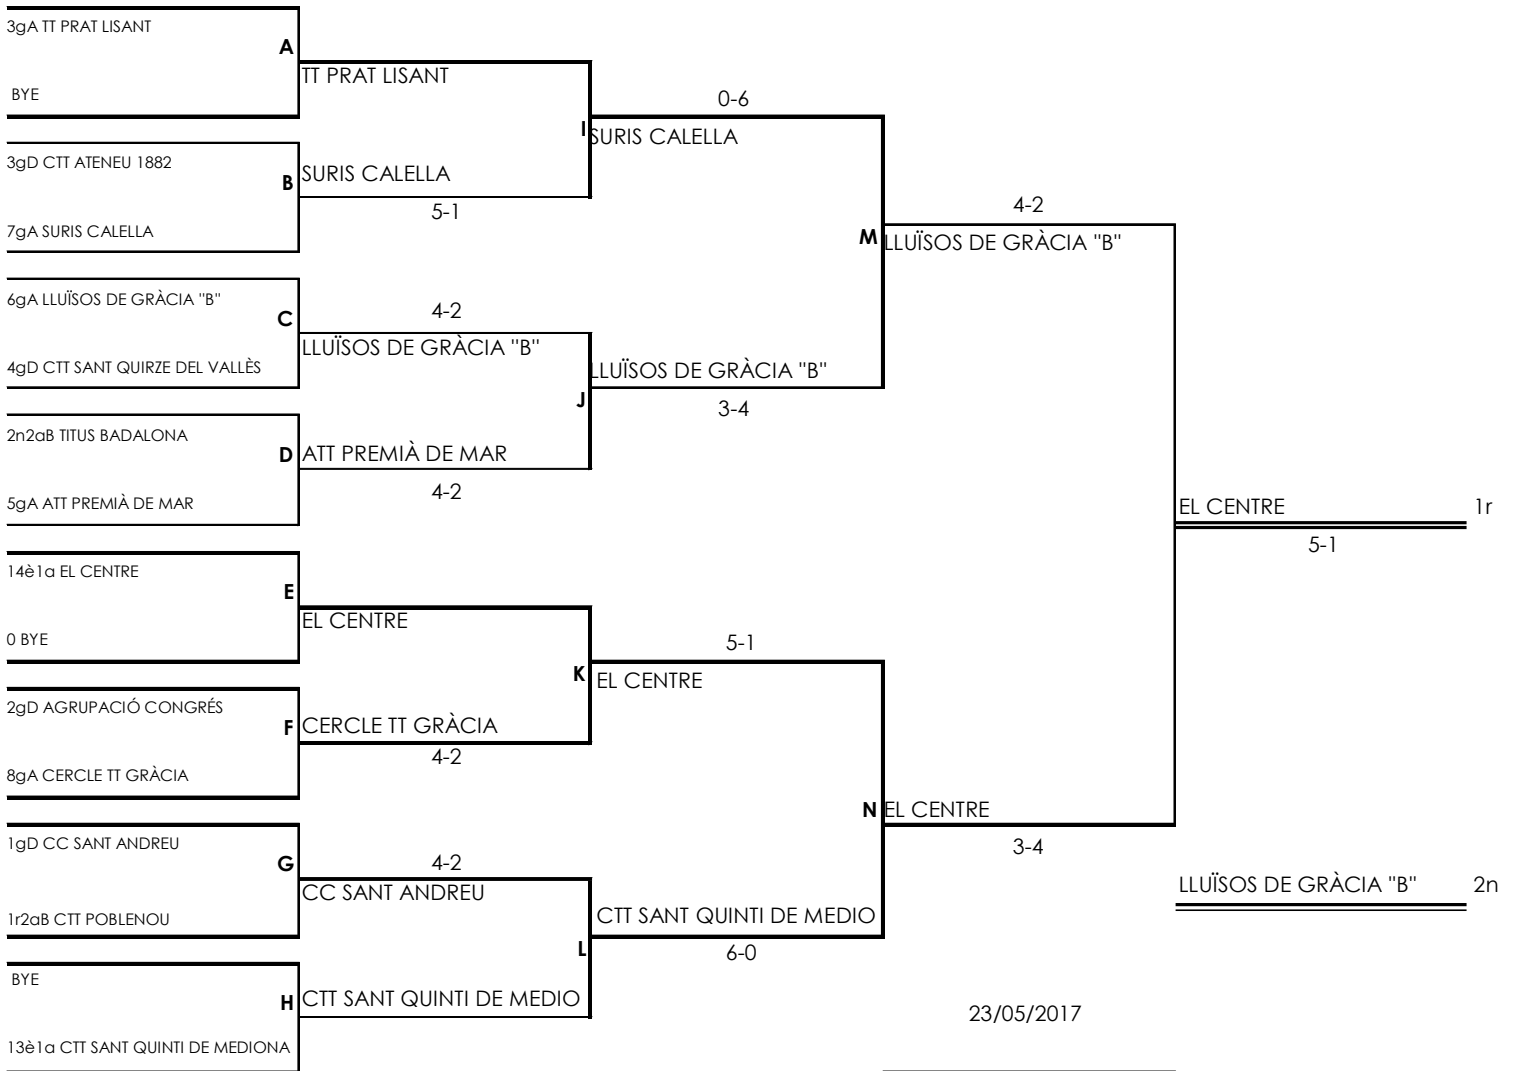 3gA TT PRAT LISANT
A
TT PRAT LISANT
BYE
0-6
I
SURIS CALELLA
3gD CTT ATENEU 1882
B
SURIS CALELLA
5-1
7gA SURIS CALELLA
4-2
M
LLUÏSOS DE GRÀCIA "B"
6gA LLUÏSOS DE GRÀCIA "B"
C
4-2
LLUÏSOS DE GRÀCIA "B"
4gD CTT SANT QUIRZE DEL VALLÈS
LLUÏSOS DE GRÀCIA "B"
J
3-4
2n2aB TITUS BADALONA
D
ATT PREMIÀ DE MAR
4-2
5gA ATT PREMIÀ DE MAR
EL CENTRE
1r
5-1
14è1a EL CENTRE
E
EL CENTRE
0 BYE
5-1
K
EL CENTRE
2gD AGRUPACIÓ CONGRÉS
F
CERCLE TT GRÀCIA
4-2
8gA CERCLE TT GRÀCIA
N
EL CENTRE
3-4
1gD CC SANT ANDREU
G
4-2
CC SANT ANDREU
LLUÏSOS DE GRÀCIA "B"
2n
1r2aB CTT POBLENOU
CTT SANT QUINTI DE MEDIO
L
6-0
BYE
H
CTT SANT QUINTI DE MEDIO
23/05/2017
13è1a CTT SANT QUINTI DE MEDIONA